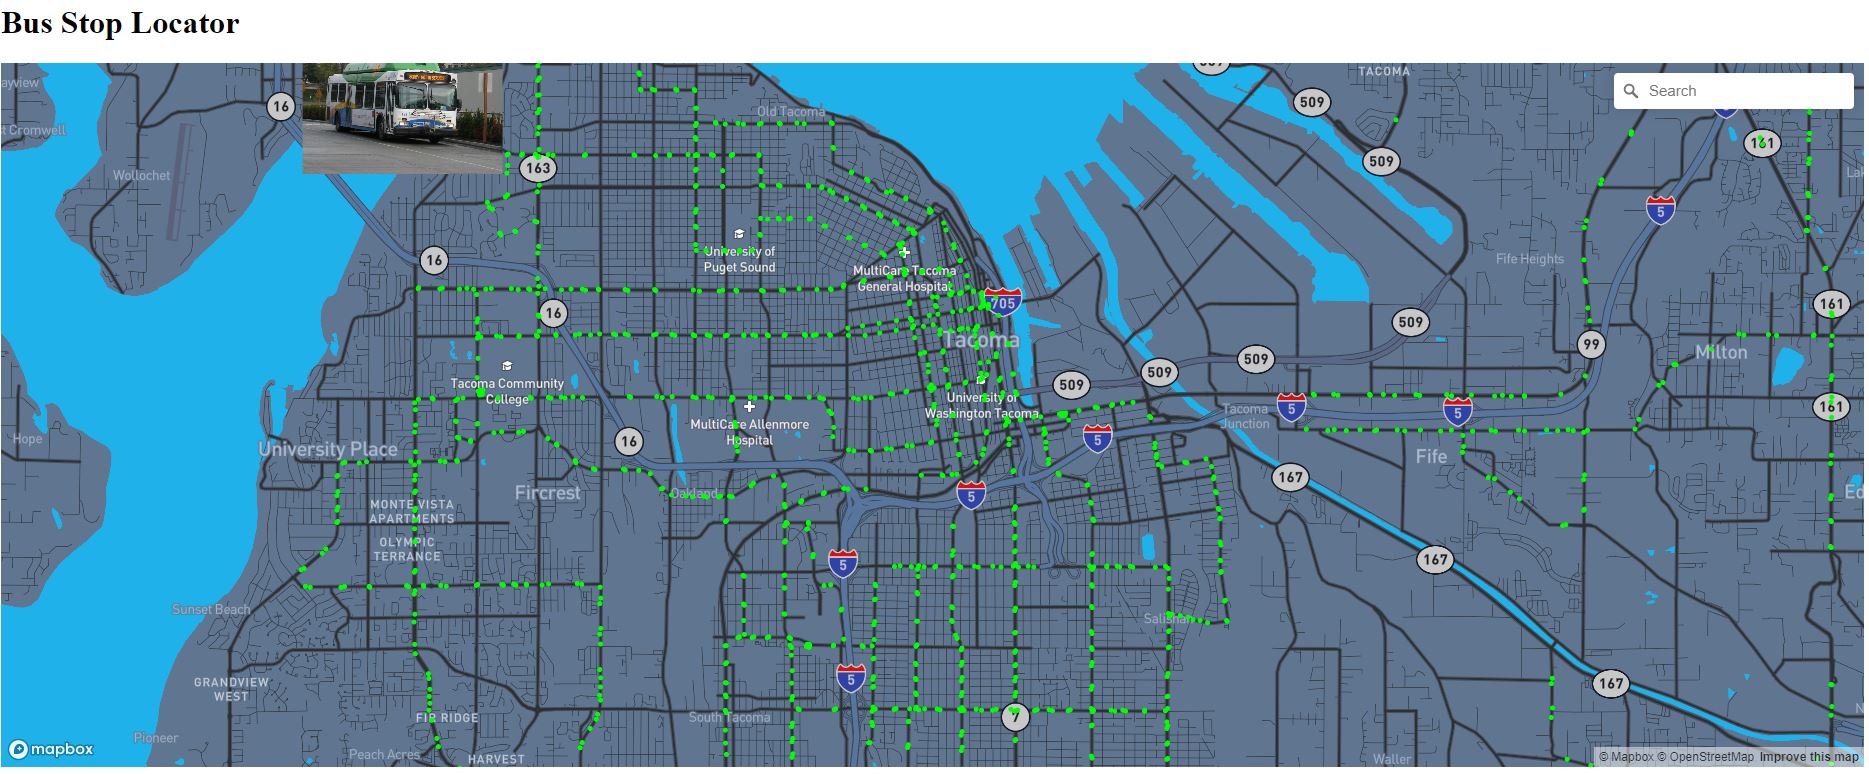 Bus Stop Locator
Search
TACOMA
509
509
509
16
Old Tacoma
161
t Cromwell
163
Wollochet
5
16
University of
Puget Sound
MultiCare Tacoma
General Hospital
Fife Heights
705
161
16
509
Tacoma
99
Milton
509
509
509
Tacoma Community
College
University of
Washington Tacoma
161
5
5
Tacoma
Junction
MultiCare Allenmore
Hospital
5
Hope
16
University Place
Fife
167
Fircrest
Oakland
5
MONTE VISTA
APARTMENTS
OLYMPIC
TERRANCE
5
167
Sunset Beach
Salishan
GRANDVIEW
WEST
5
167
FIR RIDGE
South Tacoma
7
Pioneer
Peach Acres
HARVEST
Waller
mapbox
© Mapbox © OpenStreetMap Improve this map